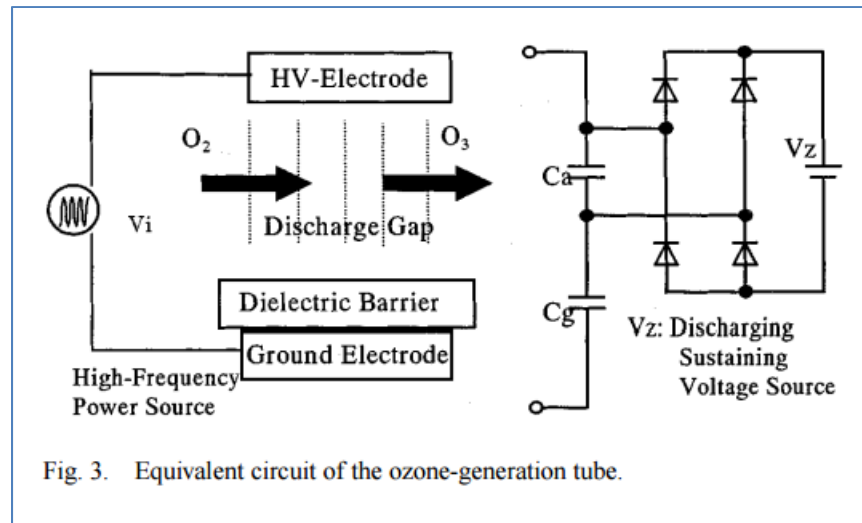 HV-Electrode
O2
O3
Vi
Discharge Gap
Dielectric Barrier
Ground Electrode
High-Frequency
Power Source
Ca
Cg
Vz
Vz: Discharging
Sustaining
Voltage Source
Fig. 3. Equivalent circuit of the ozone-generation tube.